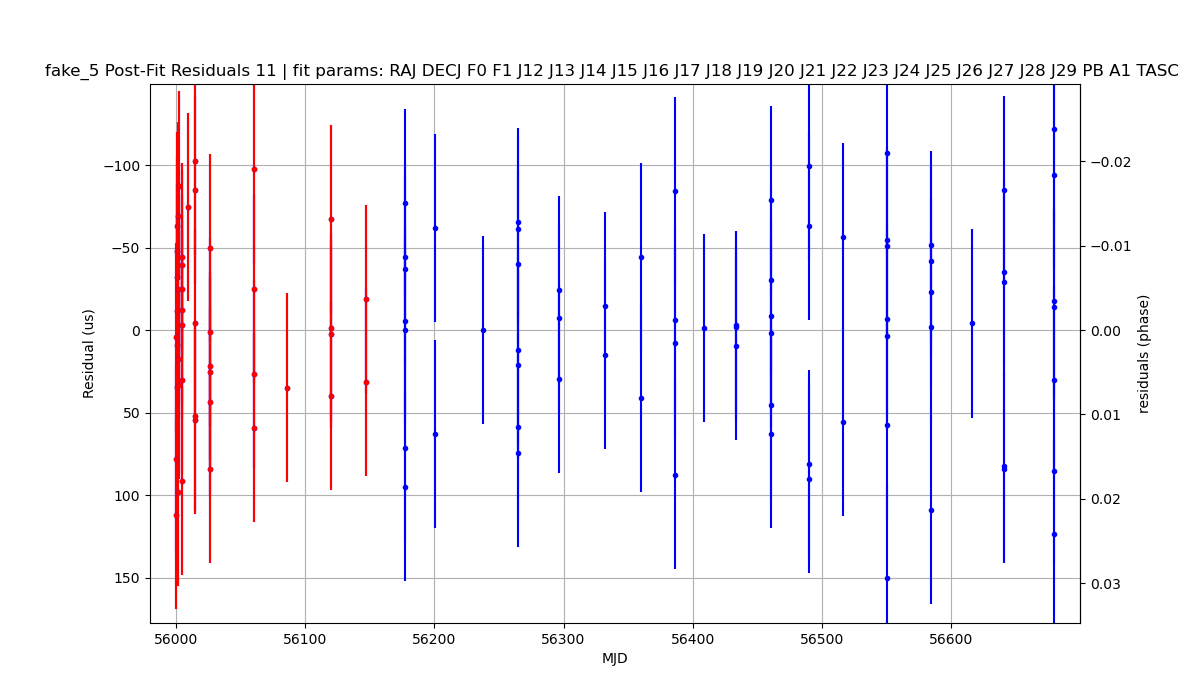 fake_5 Post-Fit Residuals 11 | fit params: RAJ DECJ F0 F1 J12 J13 J14 J15 J16 J17 J18 J19 J20 J21 J22 J23 J24 J25 J26 J27 J28 J29 PB A1 TASC
−100
−50
0
50
100
150
Residual (us)
−0.02
−0.01
0.00
0.01
0.02
0.03
residuals (phase)
56000 56100 56200 56300 56400 56500 56600
MJD